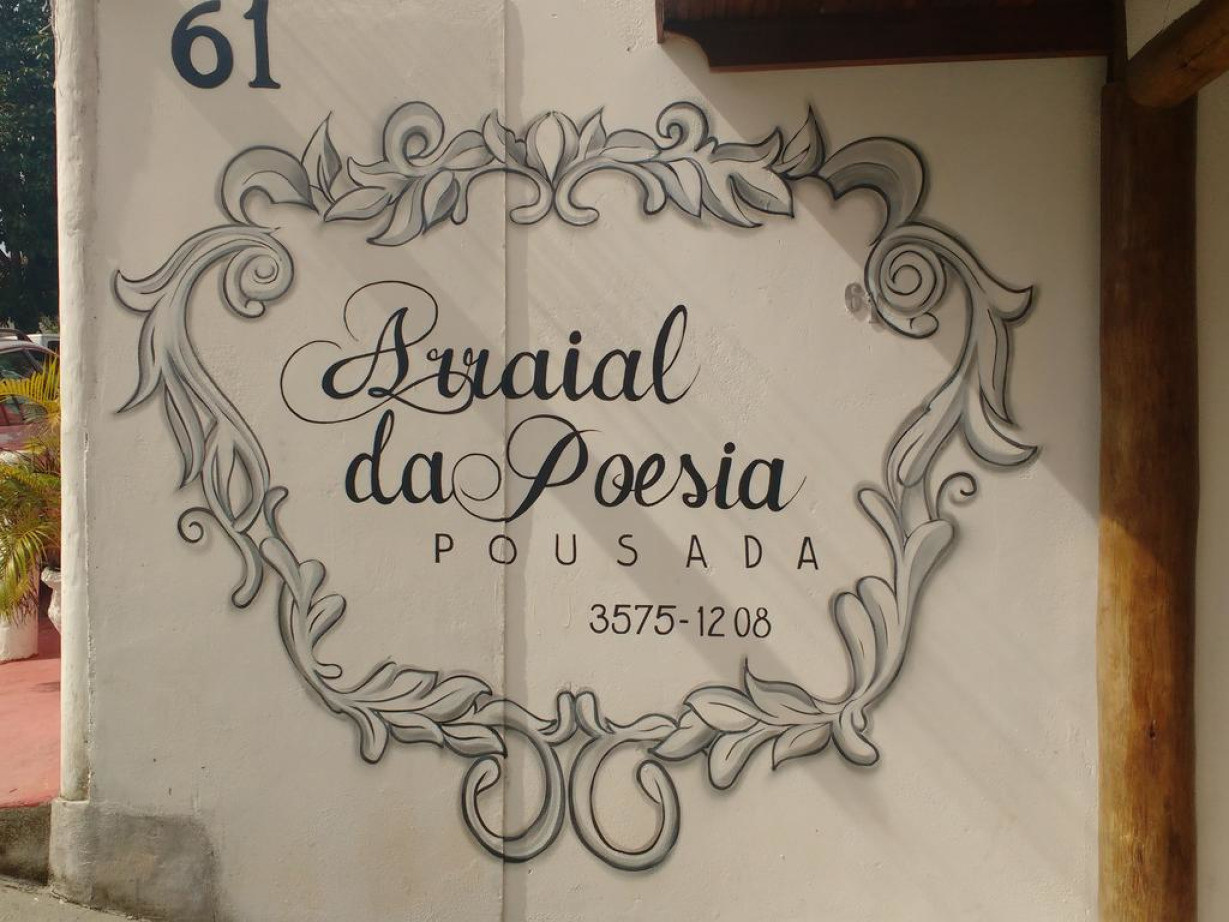 61
Arraial
da Poesia
POUSADA
3575-1208